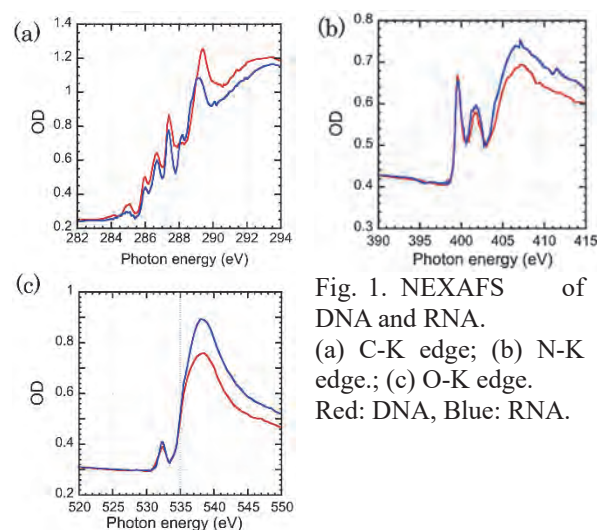 (a)
1.4
1.2
1
0.8
0.6
0.4
0.2
OD
282 284 286 288 290 292 294
Photon energy (eV)
(b)
0.8
0.7
0.6
0.5
0.4
0.3
OD
390 395 400 405 410 415
Photon energy (eV)
(c)
1
0.8
0.6
0.4
0.2
OD
520 525 530 535 540 545 550
Photon energy (eV)
Fig. 1. NEXAFS of
DNA and RNA.
(a) C-K edge; (b) N-K
edge.; (c) O-K edge.
Red: DNA, Blue: RNA.